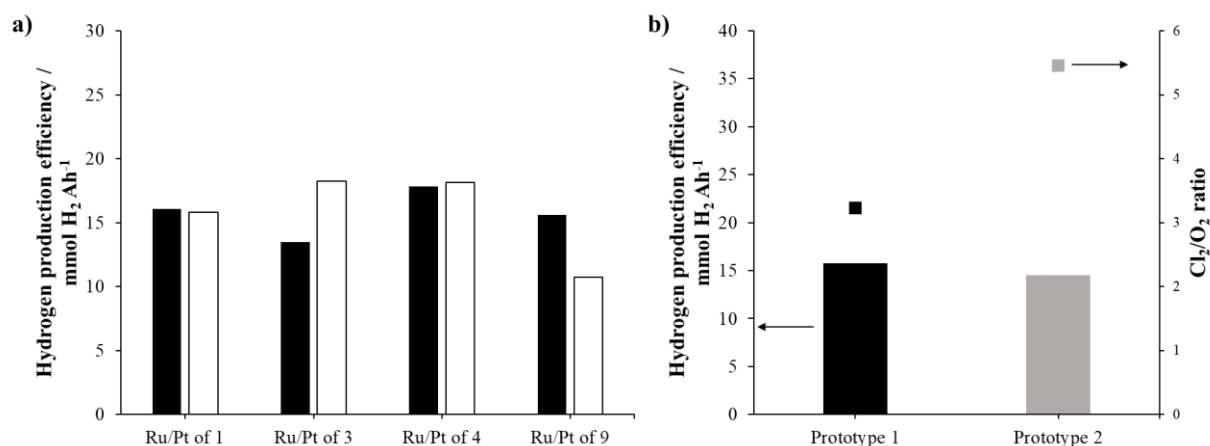 a)
Hydrogen production efficiency /
mmol H₂ Ah⁻¹
30
25
20
15
10
5
0
Ru/Pt of 1
Ru/Pt of 3
Ru/Pt of 4
Ru/Pt of 9
b)
Hydrogen production efficiency /
mmol H₂ Ah⁻¹
40
35
30
25
20
15
10
5
0
Prototype 1
Prototype 2
6
5
4
3
2
1
0
Cl₂/O₂ ratio